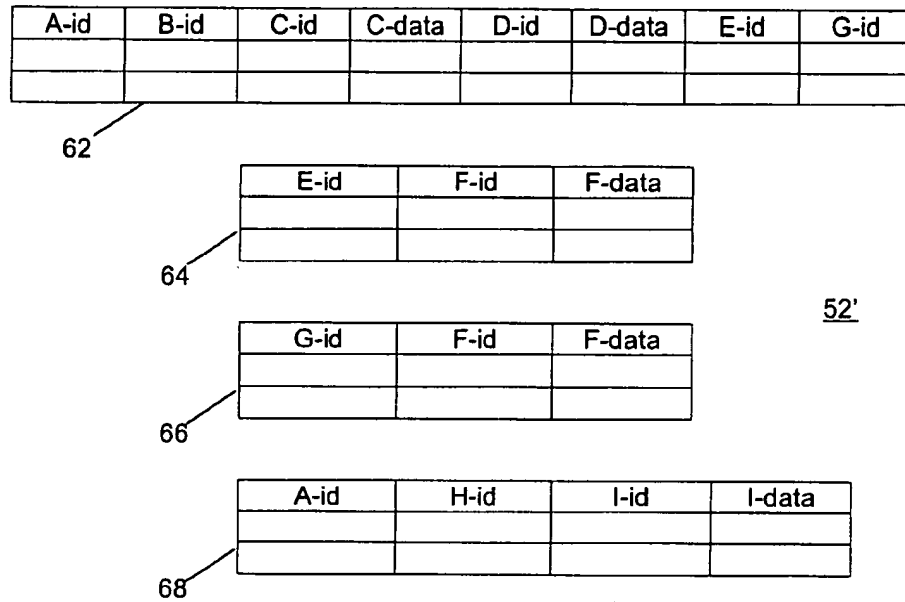 A-id B-id C-id C-data D-id D-data E-id G-id
62
E-id F-id F-data
64
52'
G-id F-id F-data
66
A-id H-id I-id I-data
68